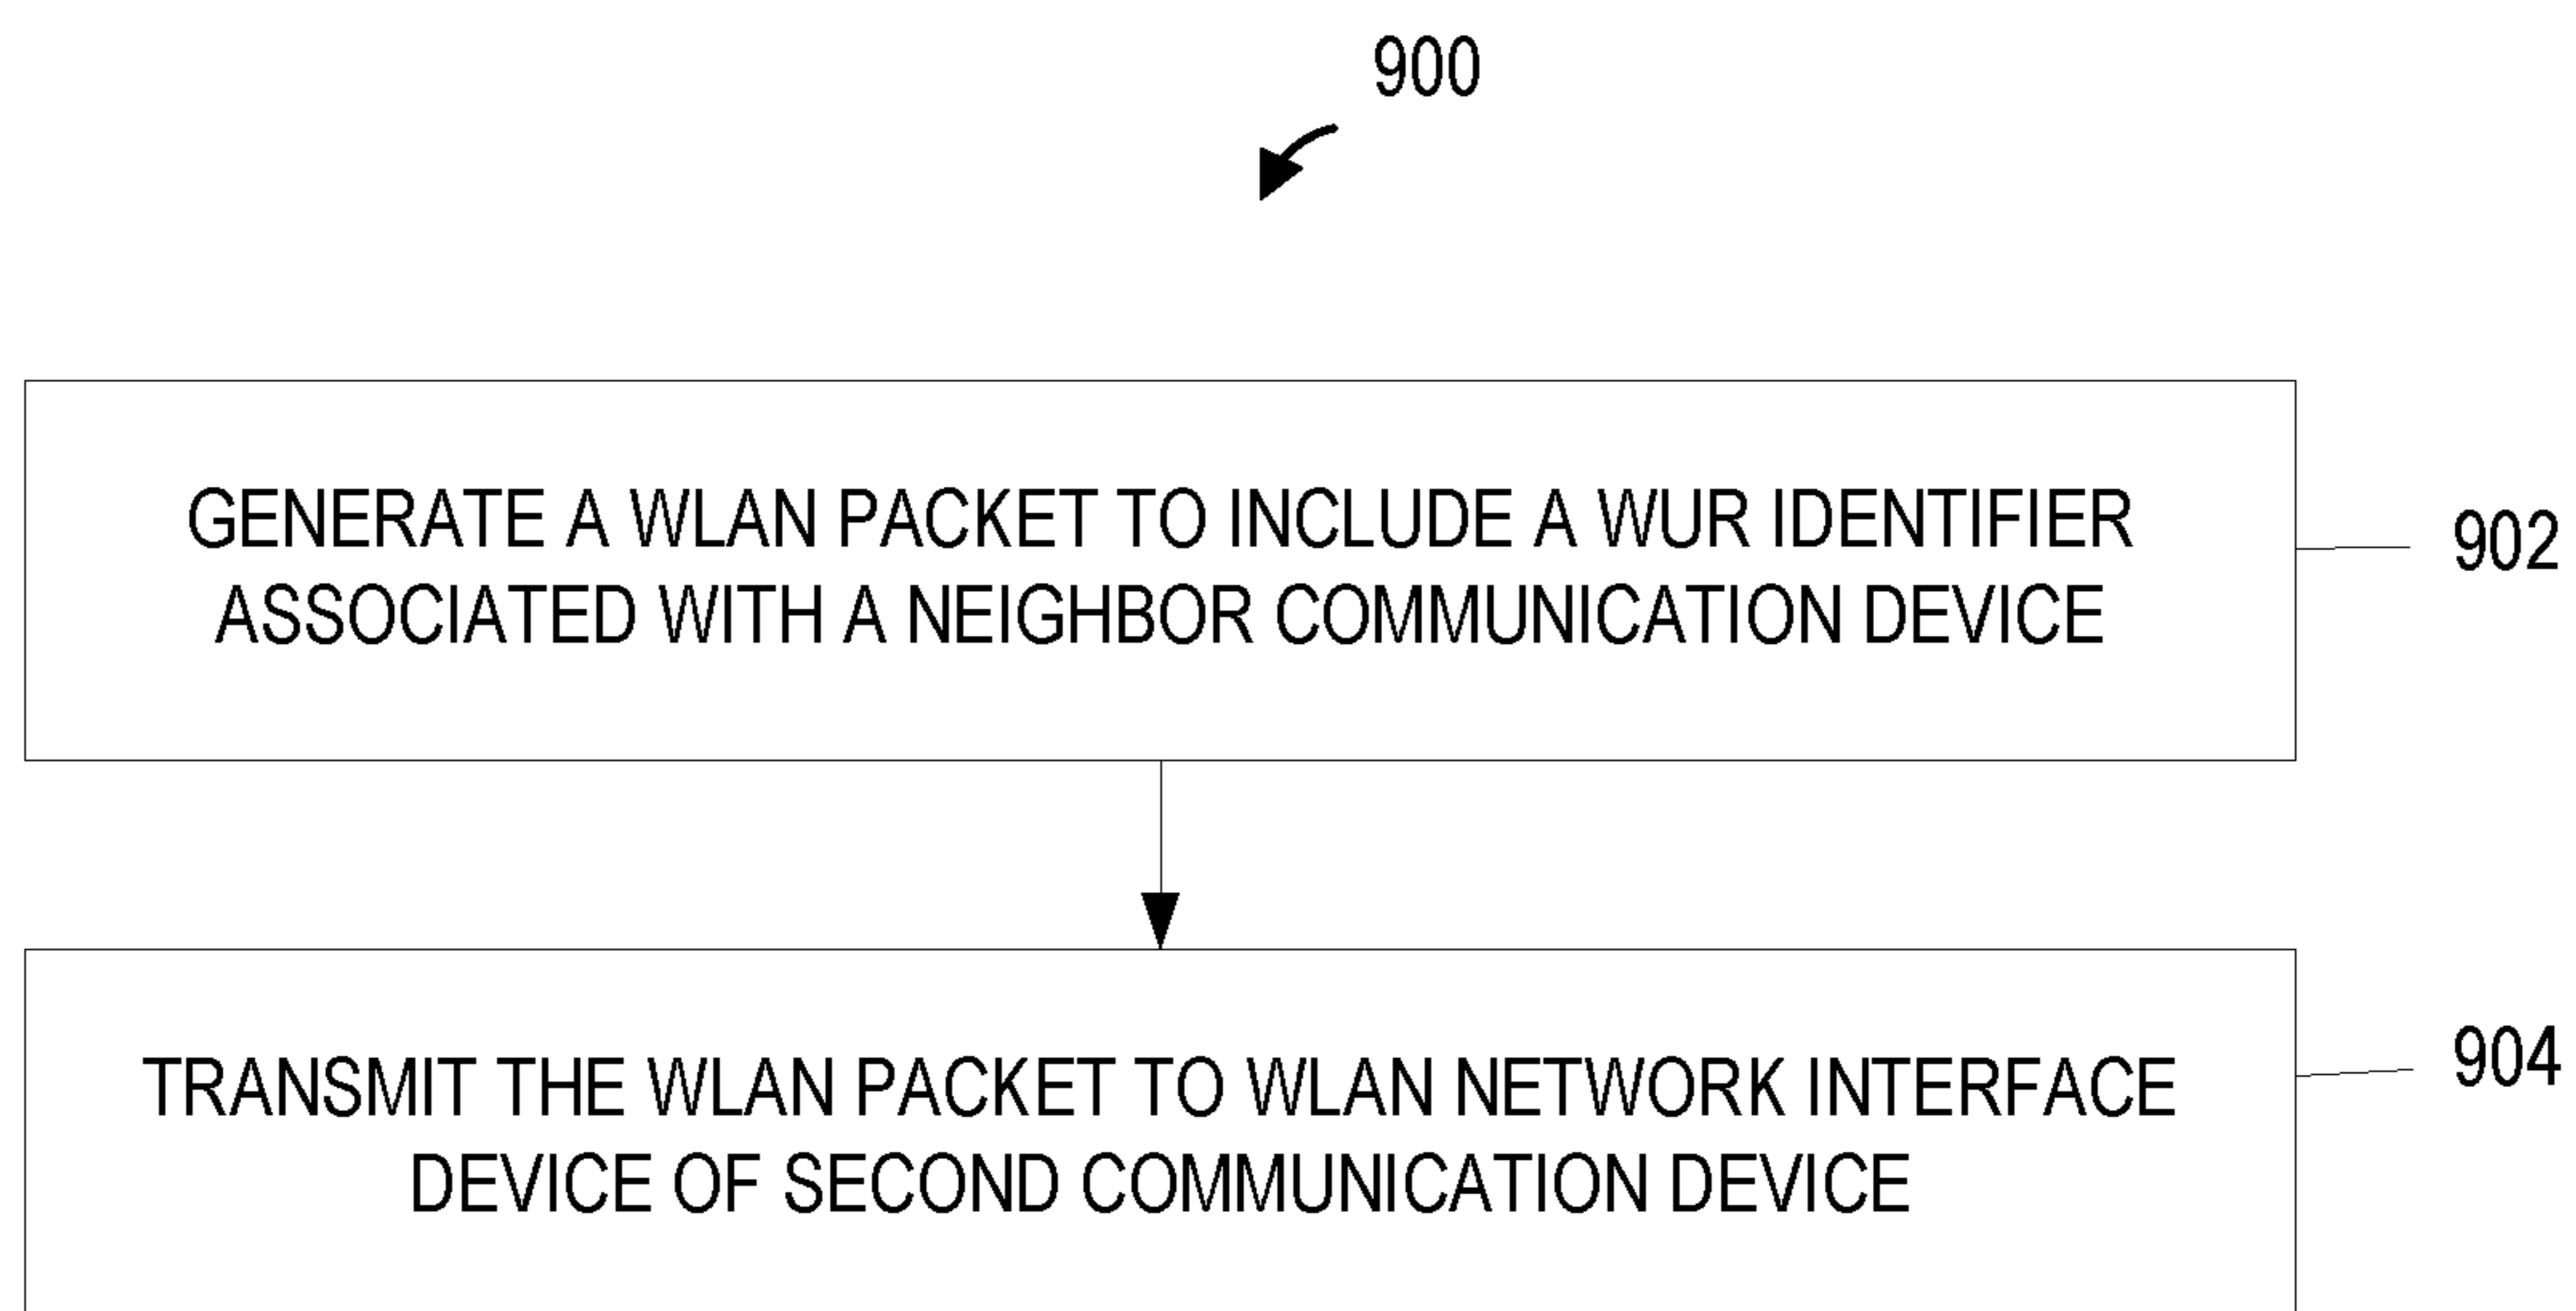 900
GENERATE A WLAN PACKET TO INCLUDE A WUR IDENTIFIER
ASSOCIATED WITH A NEIGHBOR COMMUNICATION DEVICE
902
TRANSMIT THE WLAN PACKET TO WLAN NETWORK INTERFACE
DEVICE OF SECOND COMMUNICATION DEVICE
904